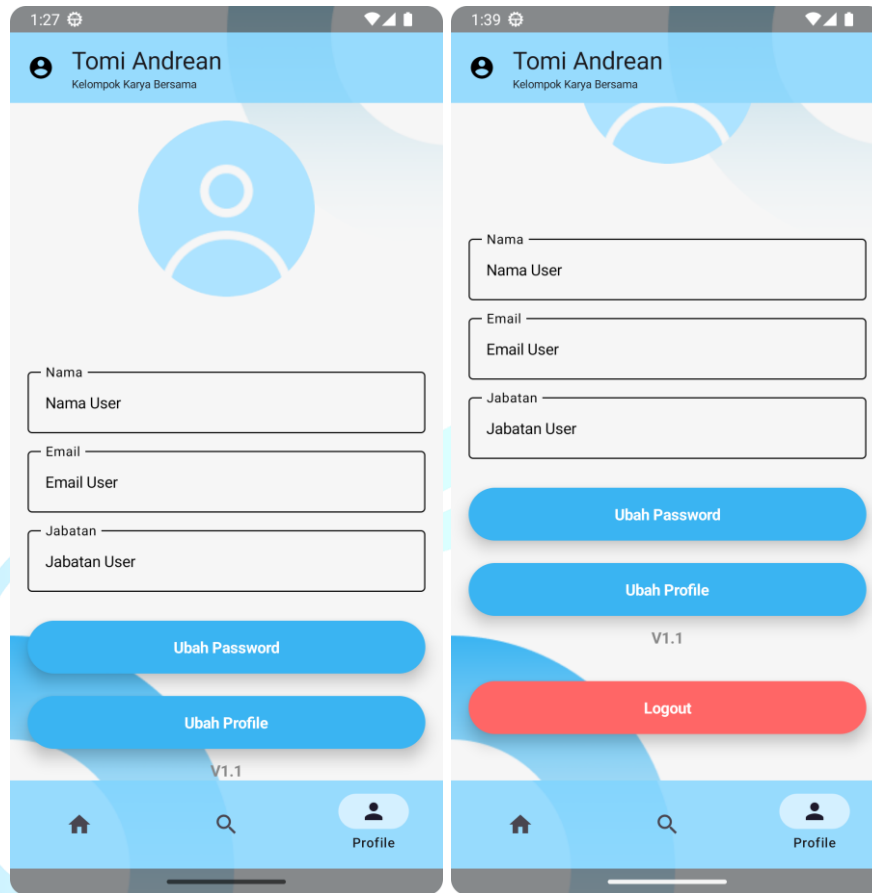 1:27
Tomi Andrean
Kelompok Karya Bersama
Nama
Nama User
Email
Email User
Jabatan
Jabatan User
Ubah Password
Ubah Profile
V1.1
Profile
1:39
Tomi Andrean
Kelompok Karya Bersama
Nama
Nama User
Email
Email User
Jabatan
Jabatan User
Ubah Password
Ubah Profile
V1.1
Logout
Profile